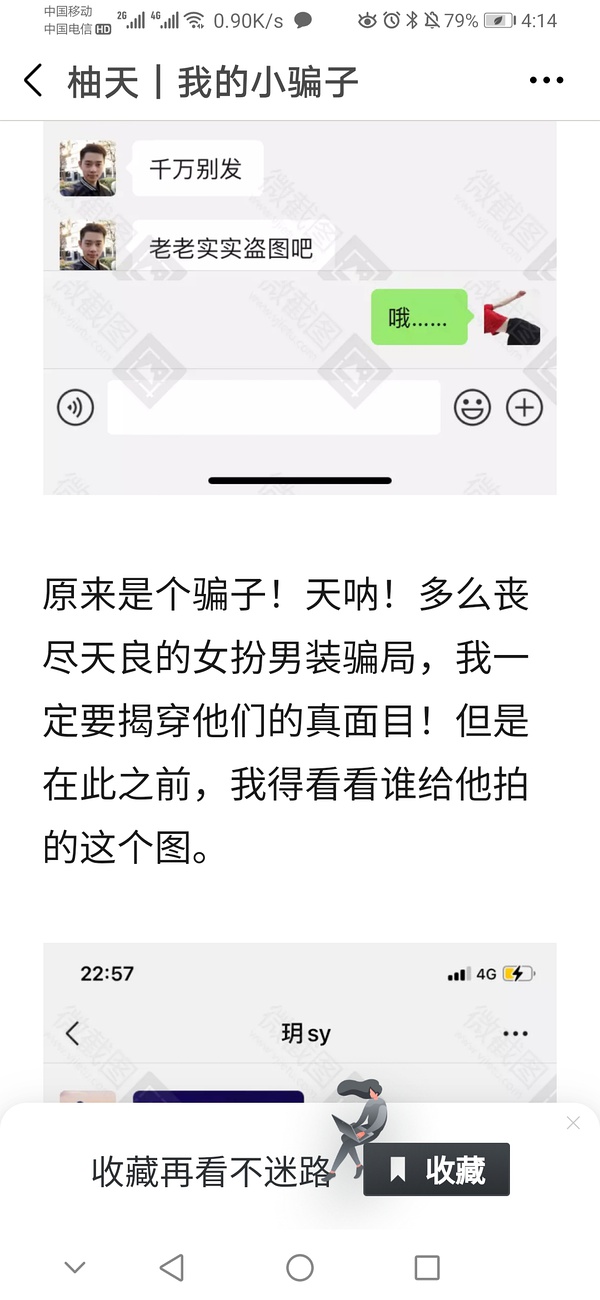 中国移动
中国电信 HD 2G 4G 0.90K/s 79% 4:14
柚天丨我的小骗子
千万别发
老老实实盗图吧
哦……
原来是个骗子！天呐！多么丧
尽天良的女扮男装骗局，我一
定要揭穿他们的真面目！但是
在此之前，我得看看谁给他拍
的这个图。
22:57 4G
玥sy
收藏再看不迷路
收藏
微截图